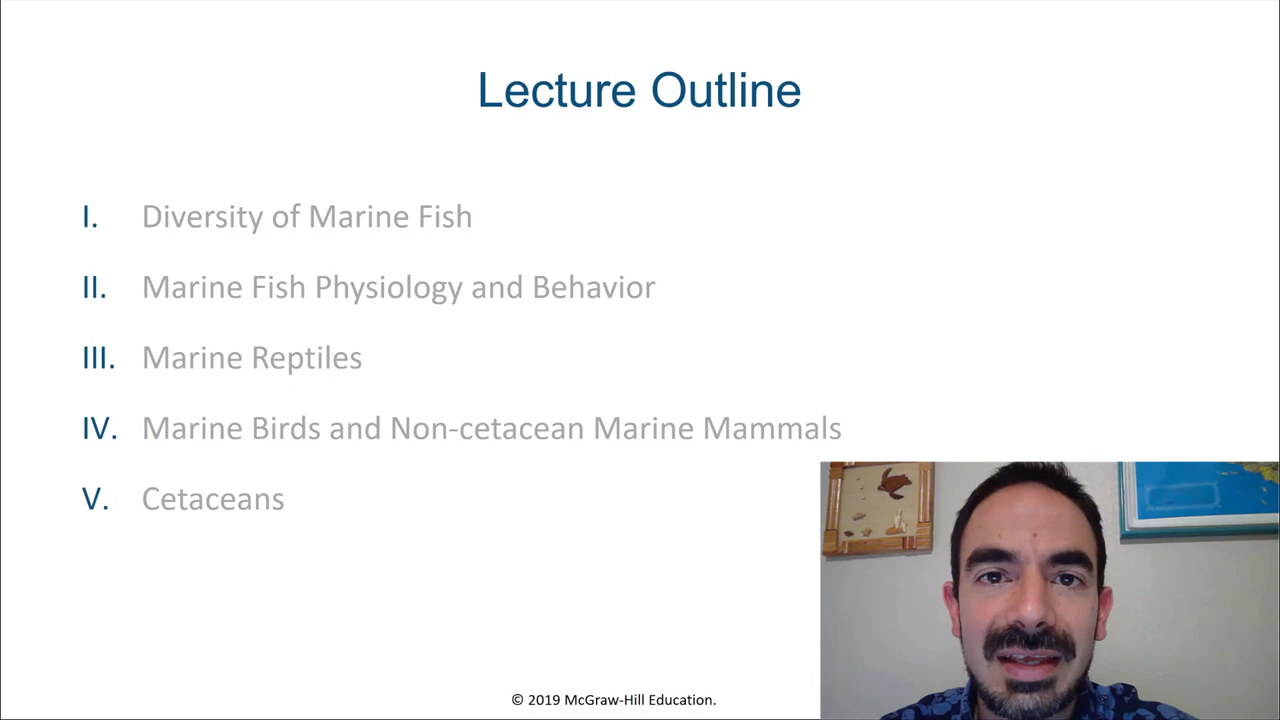 Lecture Outline
I. Diversity of Marine Fish
II. Marine Fish Physiology and Behavior
III. Marine Reptiles
IV. Marine Birds and Non-cetacean Marine Mammals
V. Cetaceans
© 2019 McGraw-Hill Education.